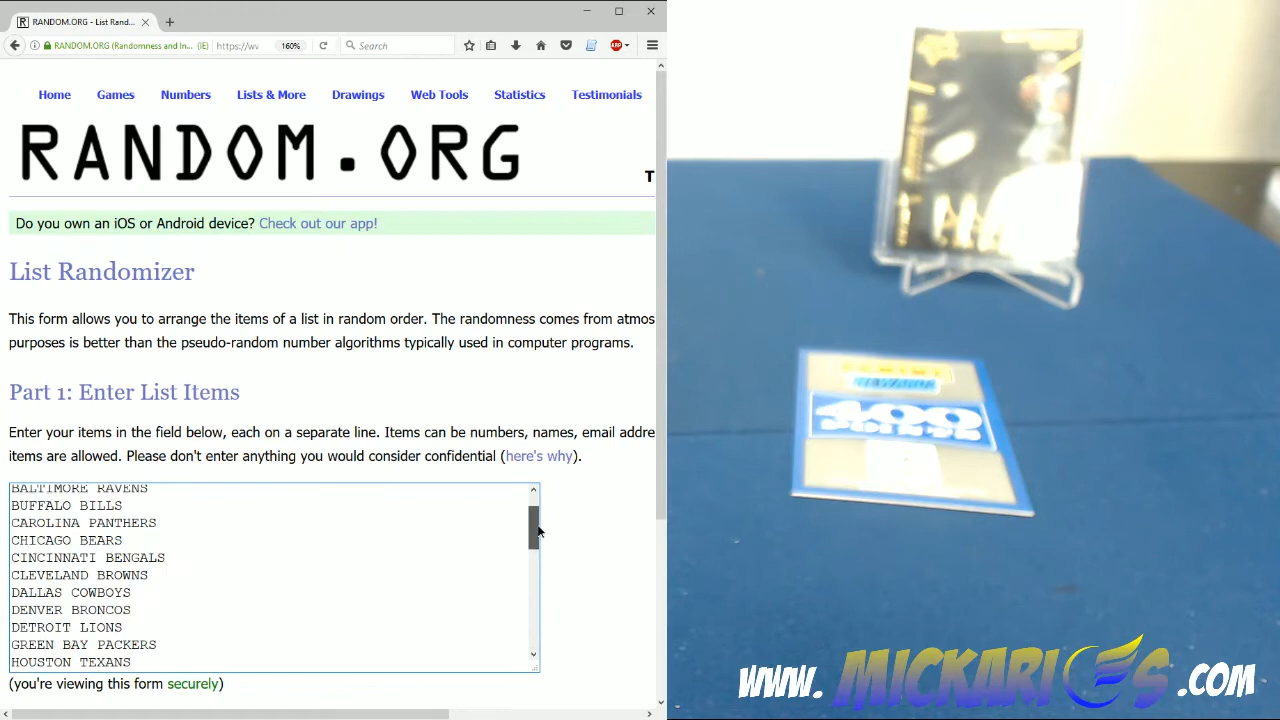 RANDOM.ORG - List Rand...
RANDOM.ORG (Randomness and In... (IE)
https://wv
160%
Search
ABP
Home Games Numbers Lists & More Drawings Web Tools Statistics Testimonials
RANDOM.ORG
T
Do you own an iOS or Android device? Check out our app!
List Randomizer
This form allows you to arrange the items of a list in random order. The randomness comes from atmos
purposes is better than the pseudo-random number algorithms typically used in computer programs.
Part 1: Enter List Items
Enter your items in the field below, each on a separate line. Items can be numbers, names, email addre
items are allowed. Please don't enter anything you would consider confidential (here's why).
BALTIMORE RAVENS
BUFFALO BILLS
CAROLINA PANTHERS
CHICAGO BEARS
CINCINNATI BENGALS
CLEVELAND BROWNS
DALLAS COWBOYS
DENVER BRONCOS
DETROIT LIONS
GREEN BAY PACKERS
HOUSTON TEXANS
(you're viewing this form securely)
PANINI
400
POINTS
www.MICKARIES.com